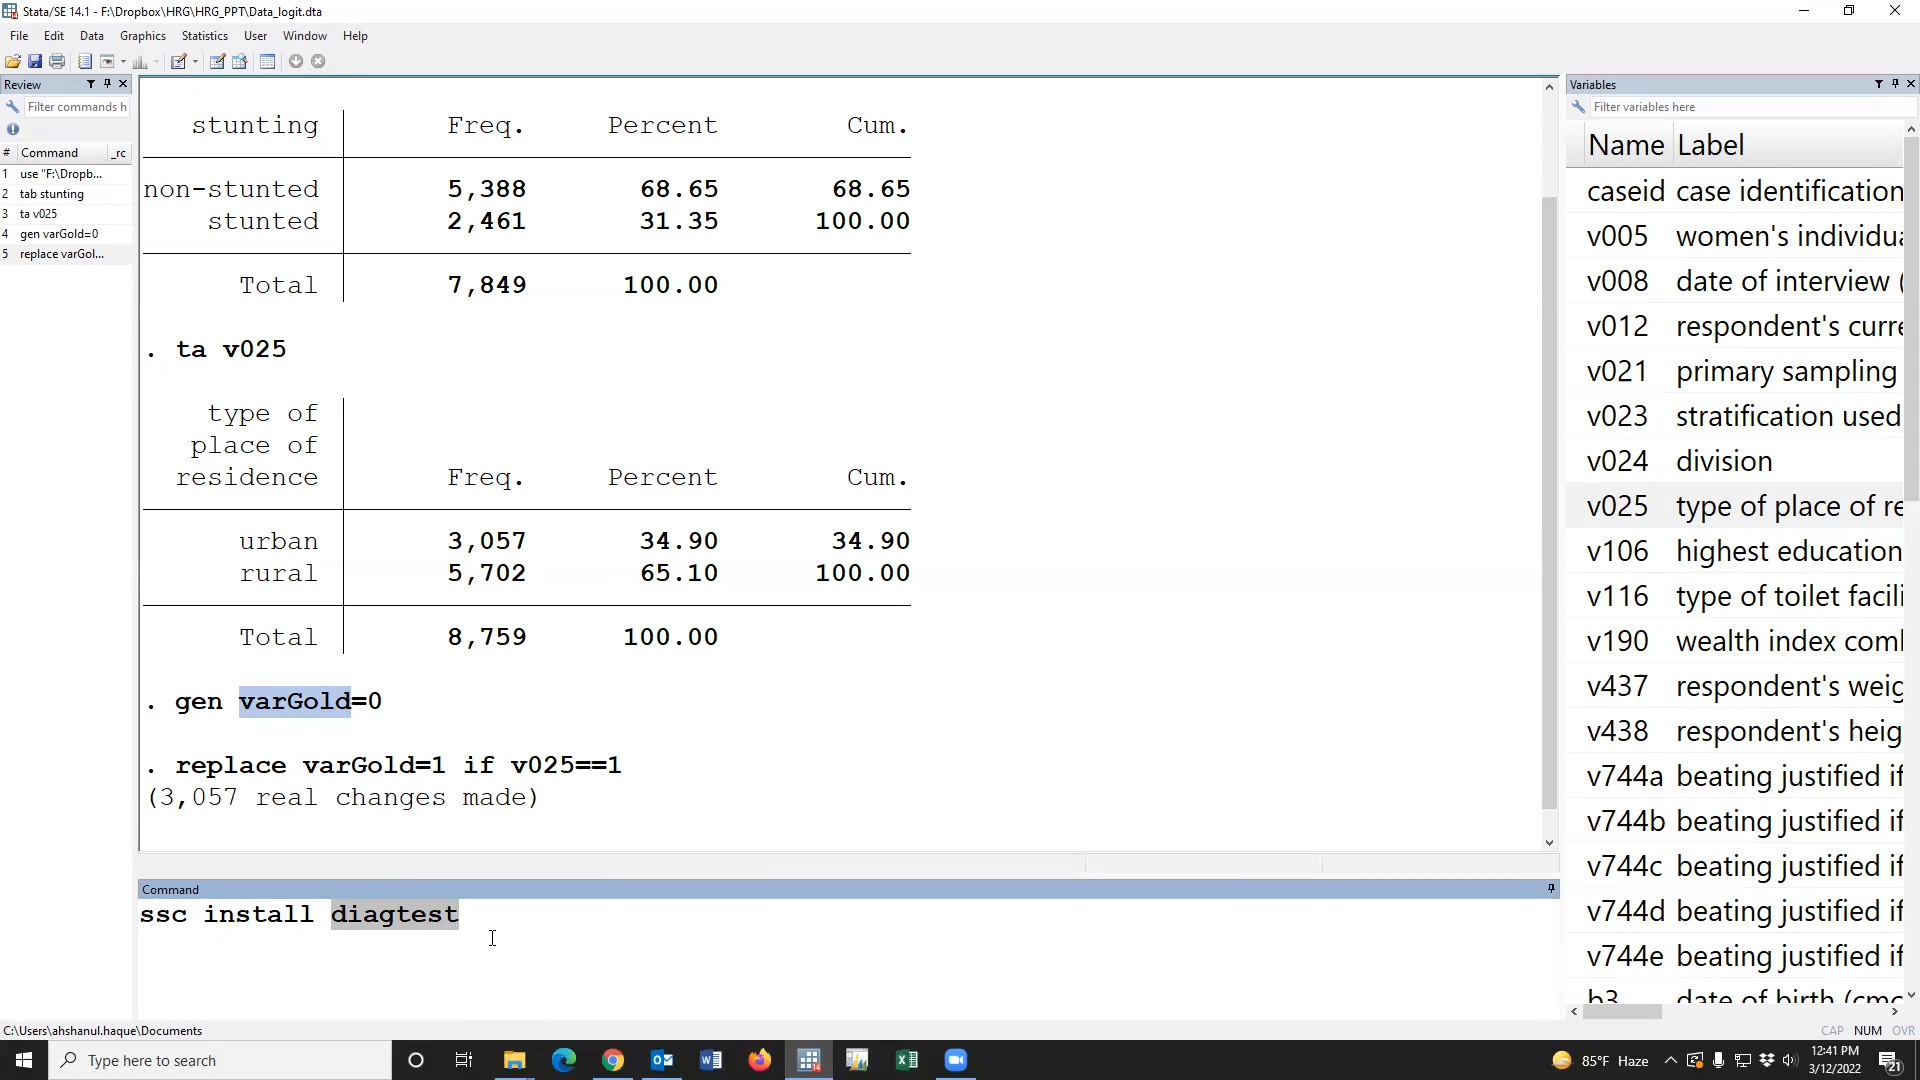 Stata/SE 14.1 - F:\Dropbox\HRG\HRG_PPT\Data_logit.dta
File Edit Data Graphics Statistics User Window Help
Review
Filter commands h
# Command _rc
1 use "F:\Dropb...
2 tab stunting
3 ta v025
4 gen varGold=0
5 replace varGol...
stunting Freq. Percent Cum.
non-stunted 5,388 68.65 68.65
stunted 2,461 31.35 100.00
Total 7,849 100.00
. ta v025
type of
place of
residence Freq. Percent Cum.
urban 3,057 34.90 34.90
rural 5,702 65.10 100.00
Total 8,759 100.00
. gen varGold=0
. replace varGold=1 if v025==1
(3,057 real changes made)
Command
ssc install diagtest
Variables
Filter variables here
Name Label
caseid case identification
v005 women's individua
v008 date of interview (
v012 respondent's curre
v021 primary sampling
v023 stratification used
v024 division
v025 type of place of re
v106 highest education
v116 type of toilet facili
v190 wealth index coml
v437 respondent's weig
v438 respondent's heig
v744a beating justified if
v744b beating justified if
v744c beating justified if
v744d beating justified if
v744e beating justified if
b3 date of birth (cmc
C:\Users\ahshanul.haque\Documents
CAP NUM OVR
Type here to search
85°F Haze
12:41 PM
3/12/2022
21